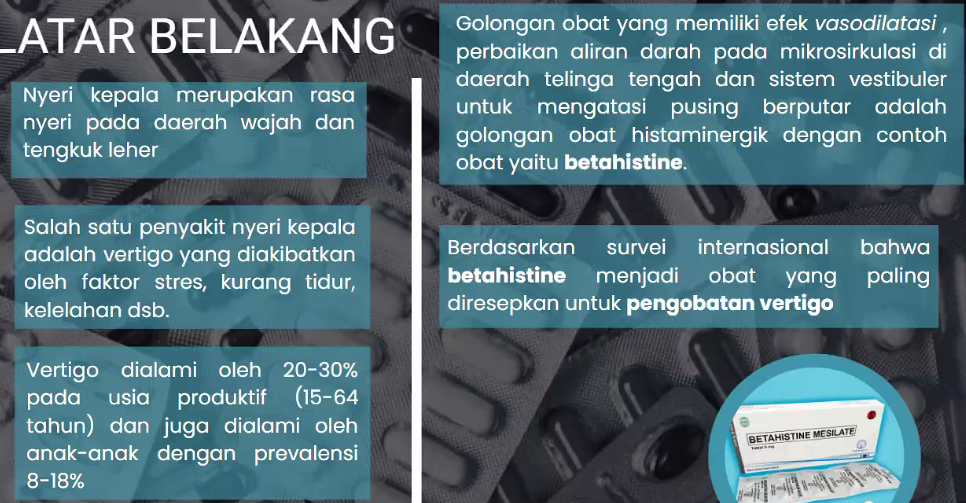 LATAR BELAKANG
Nyeri kepala merupakan rasa
nyeri pada daerah wajah dan
tengkuk leher
Salah satu penyakit nyeri kepala
adalah vertigo yang diakibatkan
oleh faktor stres, kurang tidur,
kelelahan dsb.
Vertigo dialami oleh 20-30%
pada usia produktif (15-64
tahun) dan juga dialami oleh
anak-anak dengan prevalensi
8-18%
Golongan obat yang memiliki efek vasodilatasi ,
perbaikan aliran darah pada mikrosirkulasi di
daerah telinga tengah dan sistem vestibuler
untuk mengatasi pusing berputar adalah
golongan obat histaminergik dengan contoh
obat yaitu betahistine.
Berdasarkan survei internasional bahwa
betahistine menjadi obat yang paling
diresepkan untuk pengobatan vertigo
BETAHISTINE MESILATE